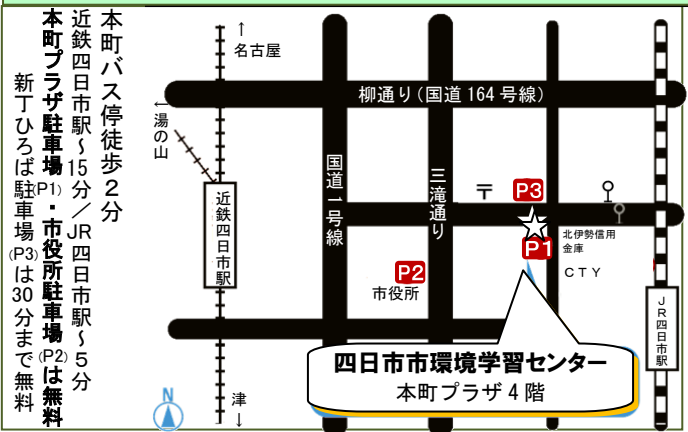 本町バス停徒歩２分
近鉄四日市駅～15分／JR四日市駅～５分
本町プラザ駐車場(P1)・市役所駐車場(P2)は無料
新丁ひろば駐車場(P3)は30分まで無料
↑
名古屋
柳通り(国道164号線)
←湯の山
国道1号線
三滝通り
〒
P3
近鉄四日市駅
P1
北伊勢信用
金庫
CTY
P2
市役所
JR四日市駅
四日市市環境学習センター
本町プラザ４階
N
津
↓